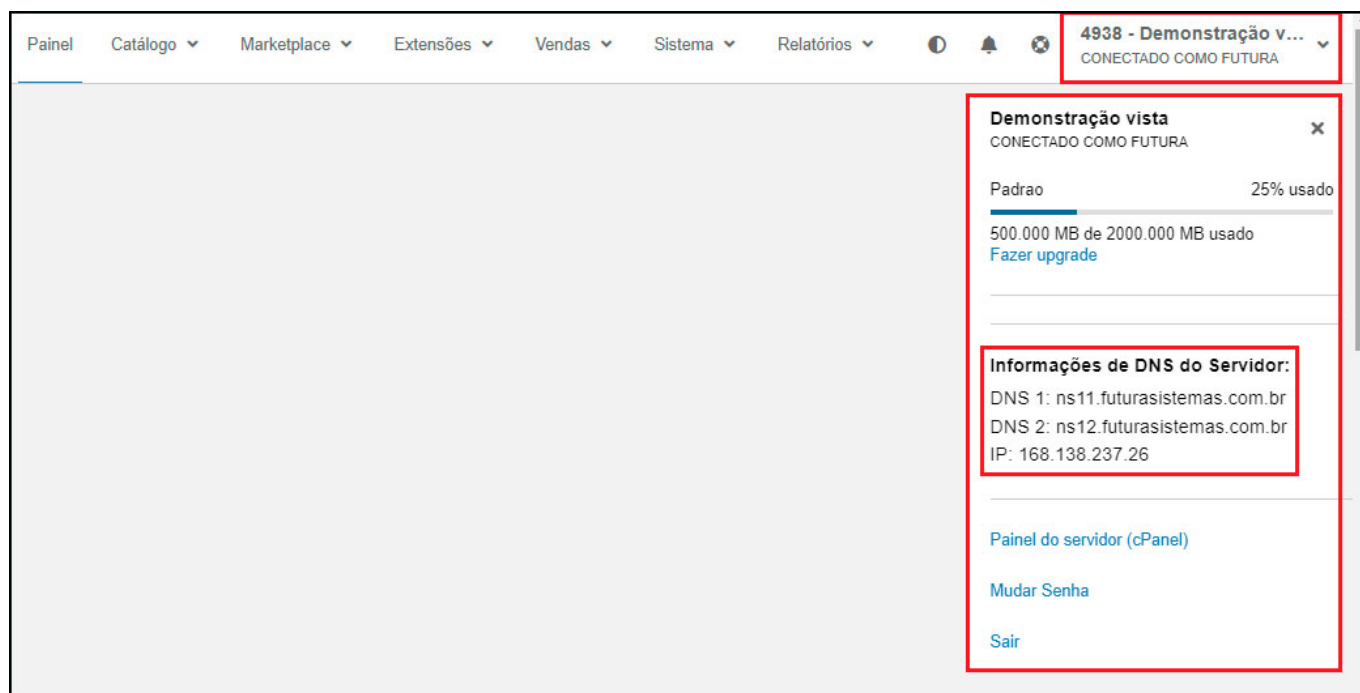 Painel Catálogo Marketplace Extensões Vendas Sistema Relatórios 4938 - Demonstração v...
CONECTADO COMO FUTURA
Demonstração vista
CONECTADO COMO FUTURA
Padrao 25% usado
500.000 MB de 2000.000 MB usado
Fazer upgrade
Informações de DNS do Servidor:
DNS 1: ns11.futurasistemas.com.br
DNS 2: ns12.futurasistemas.com.br
IP: 168.138.237.26
Painel do servidor (cPanel)
Mudar Senha
Sair